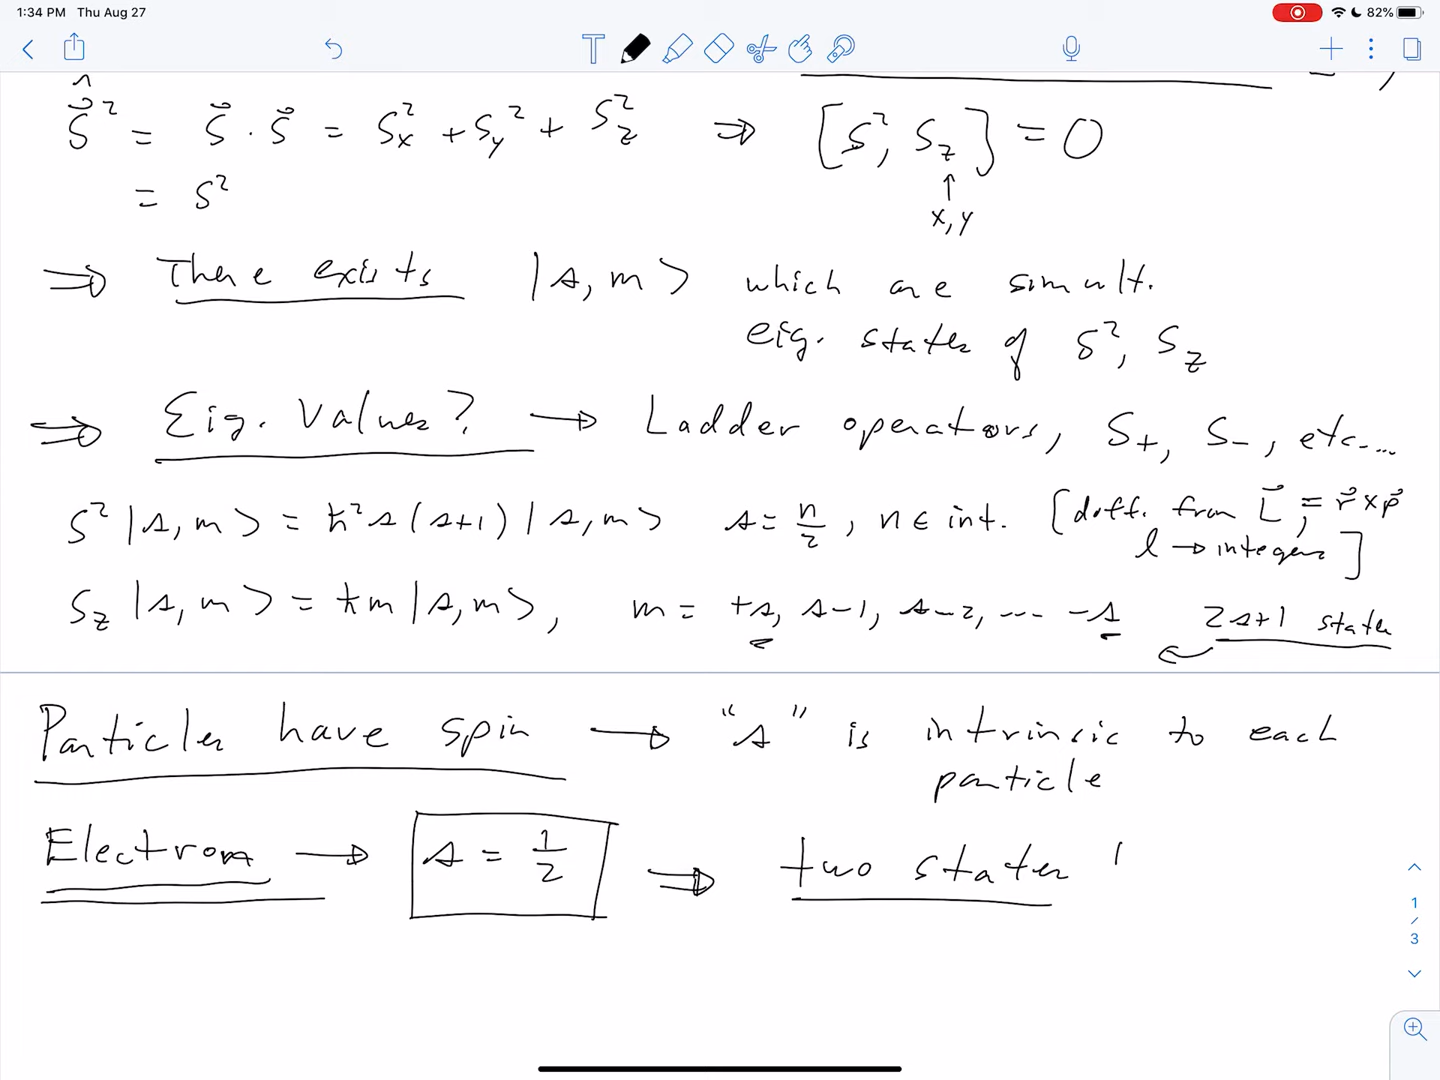 1:34 PM Thu Aug 27
82%
Ŝ⃗² = S⃗ · S⃗ = Sx² + Sy² + Sz² ⇒ [S², Sz] = 0
= S²
↑
x, y
⇒ There exists |s, m> which are simult.
eig. states of S², Sz
⇒ Eig. Values? → Ladder operators, S+, S-, etc....
S² |s, m> = ħ² s(s+1) |s, m> s = n/2, n ∈ int. [diff. from L⃗ = r⃗ × p⃗,
l → integers]
Sz |s, m> = ħm |s, m>, m = +s, s-1, s-2, .... -s
2s+1 states
Particles have spin → "s" is intrinsic to each
particle
Electron → s = 1/2 ⇒ two states
1
/
3